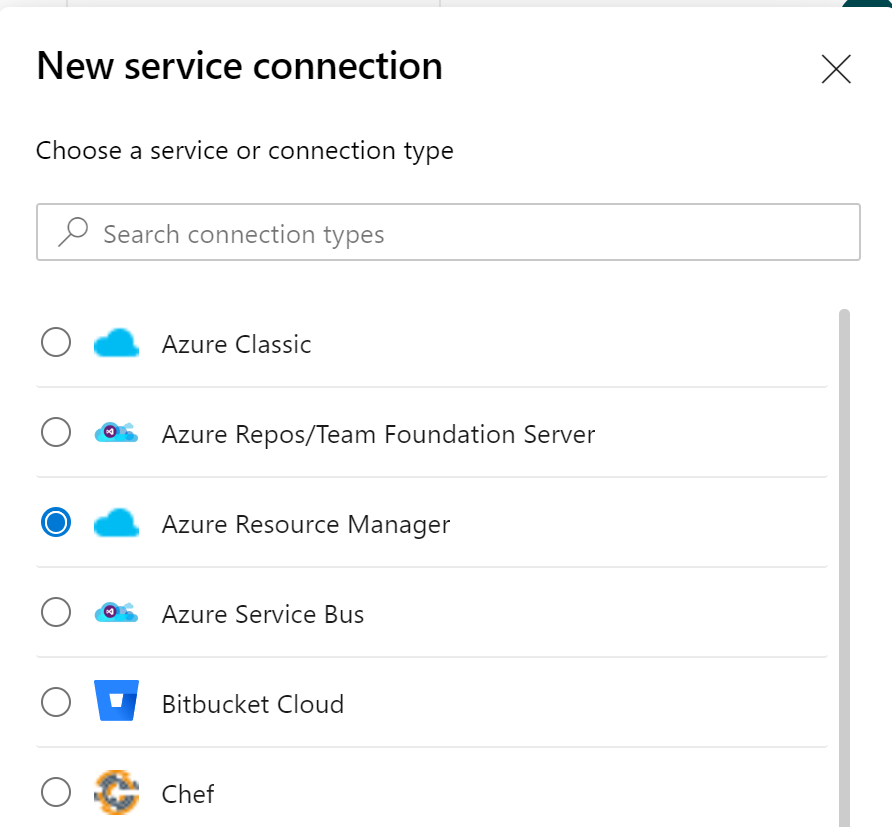 New service connection
Choose a service or connection type
Search connection types
Azure Classic
Azure Repos/Team Foundation Server
Azure Resource Manager
Azure Service Bus
Bitbucket Cloud
Chef